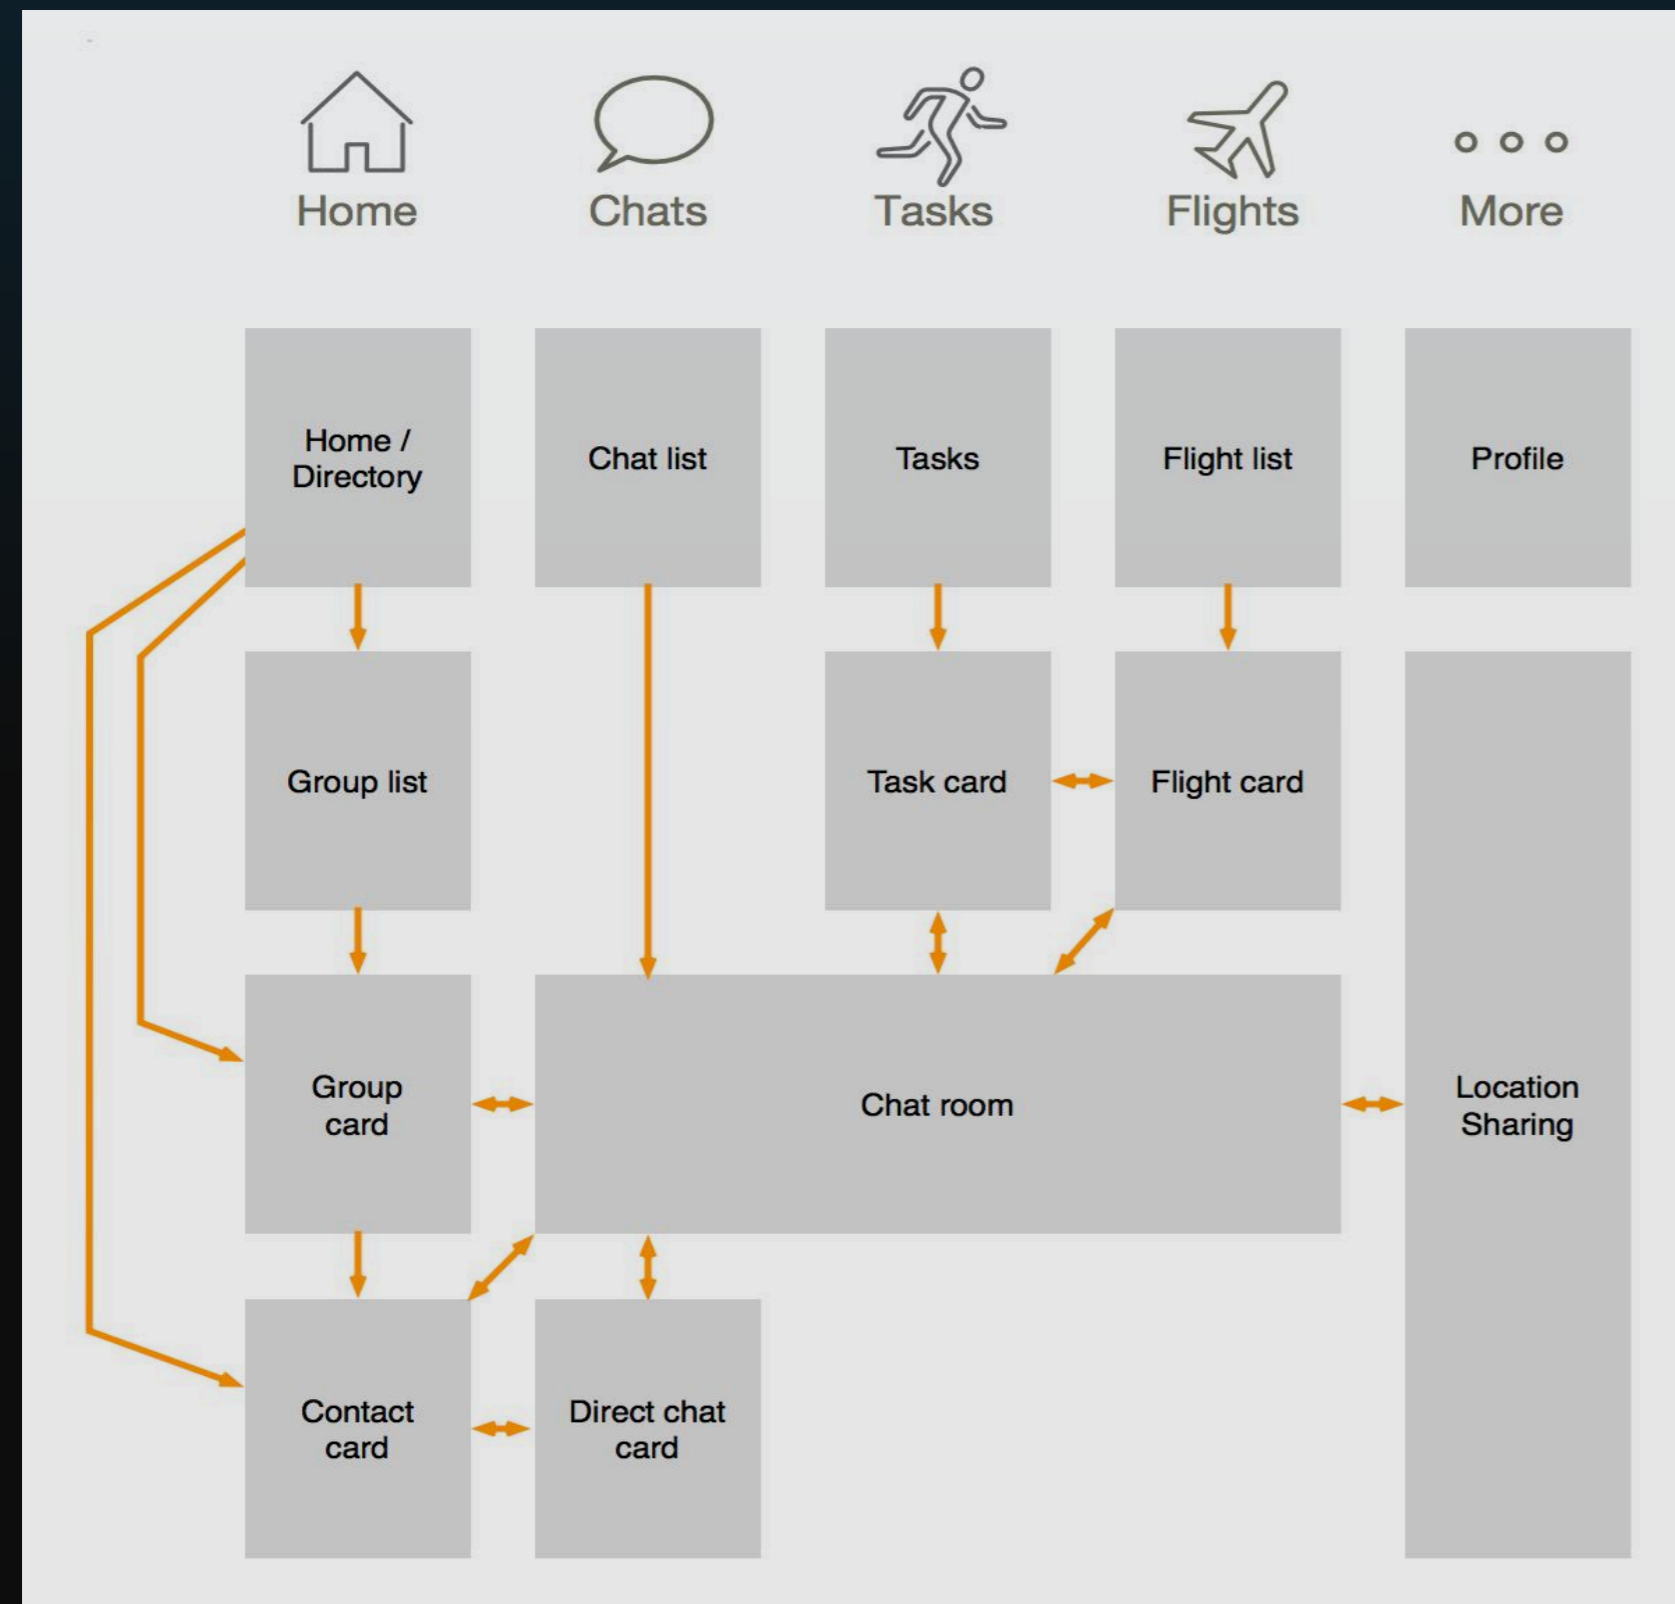 Home
Chats
Tasks
Flights
More
Home /
Directory
Chat list
Tasks
Flight list
Profile
Group list
Task card
Flight card
Group
card
Chat room
Location
Sharing
Contact
card
Direct chat
card